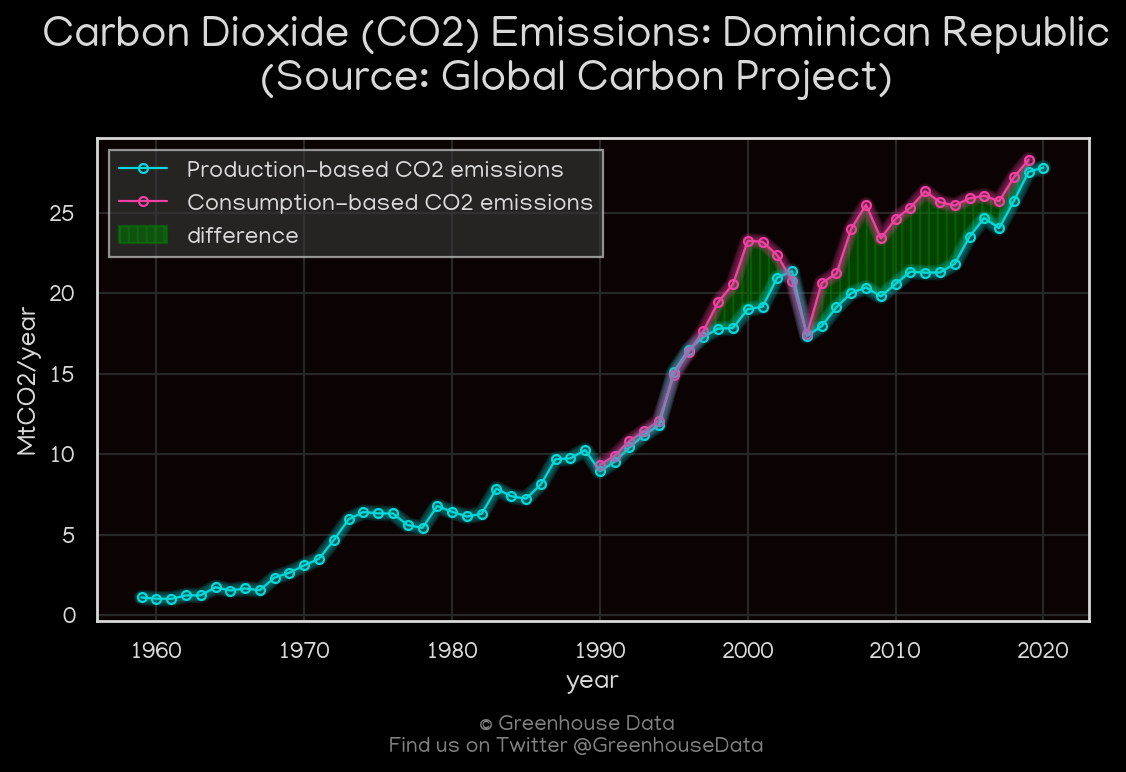 Carbon Dioxide (CO2) Emissions: Dominican Republic
(Source: Global Carbon Project)
Production-based CO2 emissions
Consumption-based CO2 emissions
difference
MtCO2/year
25
20
15
10
5
0
1960 1970 1980 1990 2000 2010 2020
year
© Greenhouse Data
Find us on Twitter @GreenhouseData